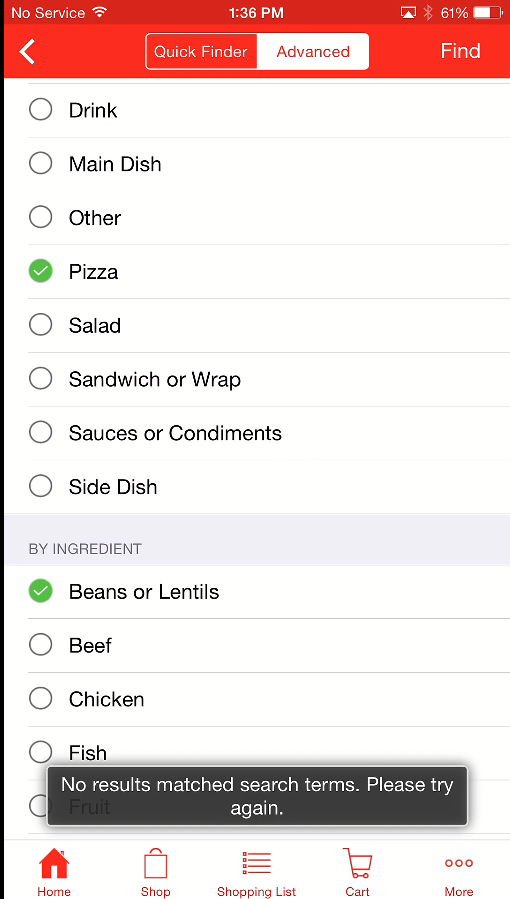 No Service 1:36 PM 61%
Quick Finder Advanced Find
Drink
Main Dish
Other
Pizza
Salad
Sandwich or Wrap
Sauces or Condiments
Side Dish
BY INGREDIENT
Beans or Lentils
Beef
Chicken
Fish
No results matched search terms. Please try
again.
Fruit
Home Shop Shopping List Cart More